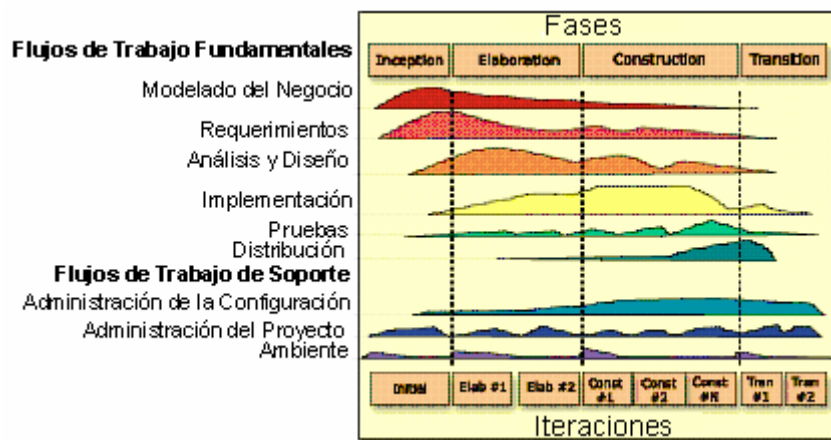 Fases
Flujos de Trabajo Fundamentales
Inception Elaboration Construction Transition
Modelado del Negocio
Requerimientos
Análisis y Diseño
Implementación
Pruebas
Distribución
Flujos de Trabajo de Soporte
Administración de la Configuración
Administración del Proyecto
Ambiente
Initial Elab #1 Elab #2 Const #1 Const #2 Const #N Tran #1 Tran #2
Iteraciones